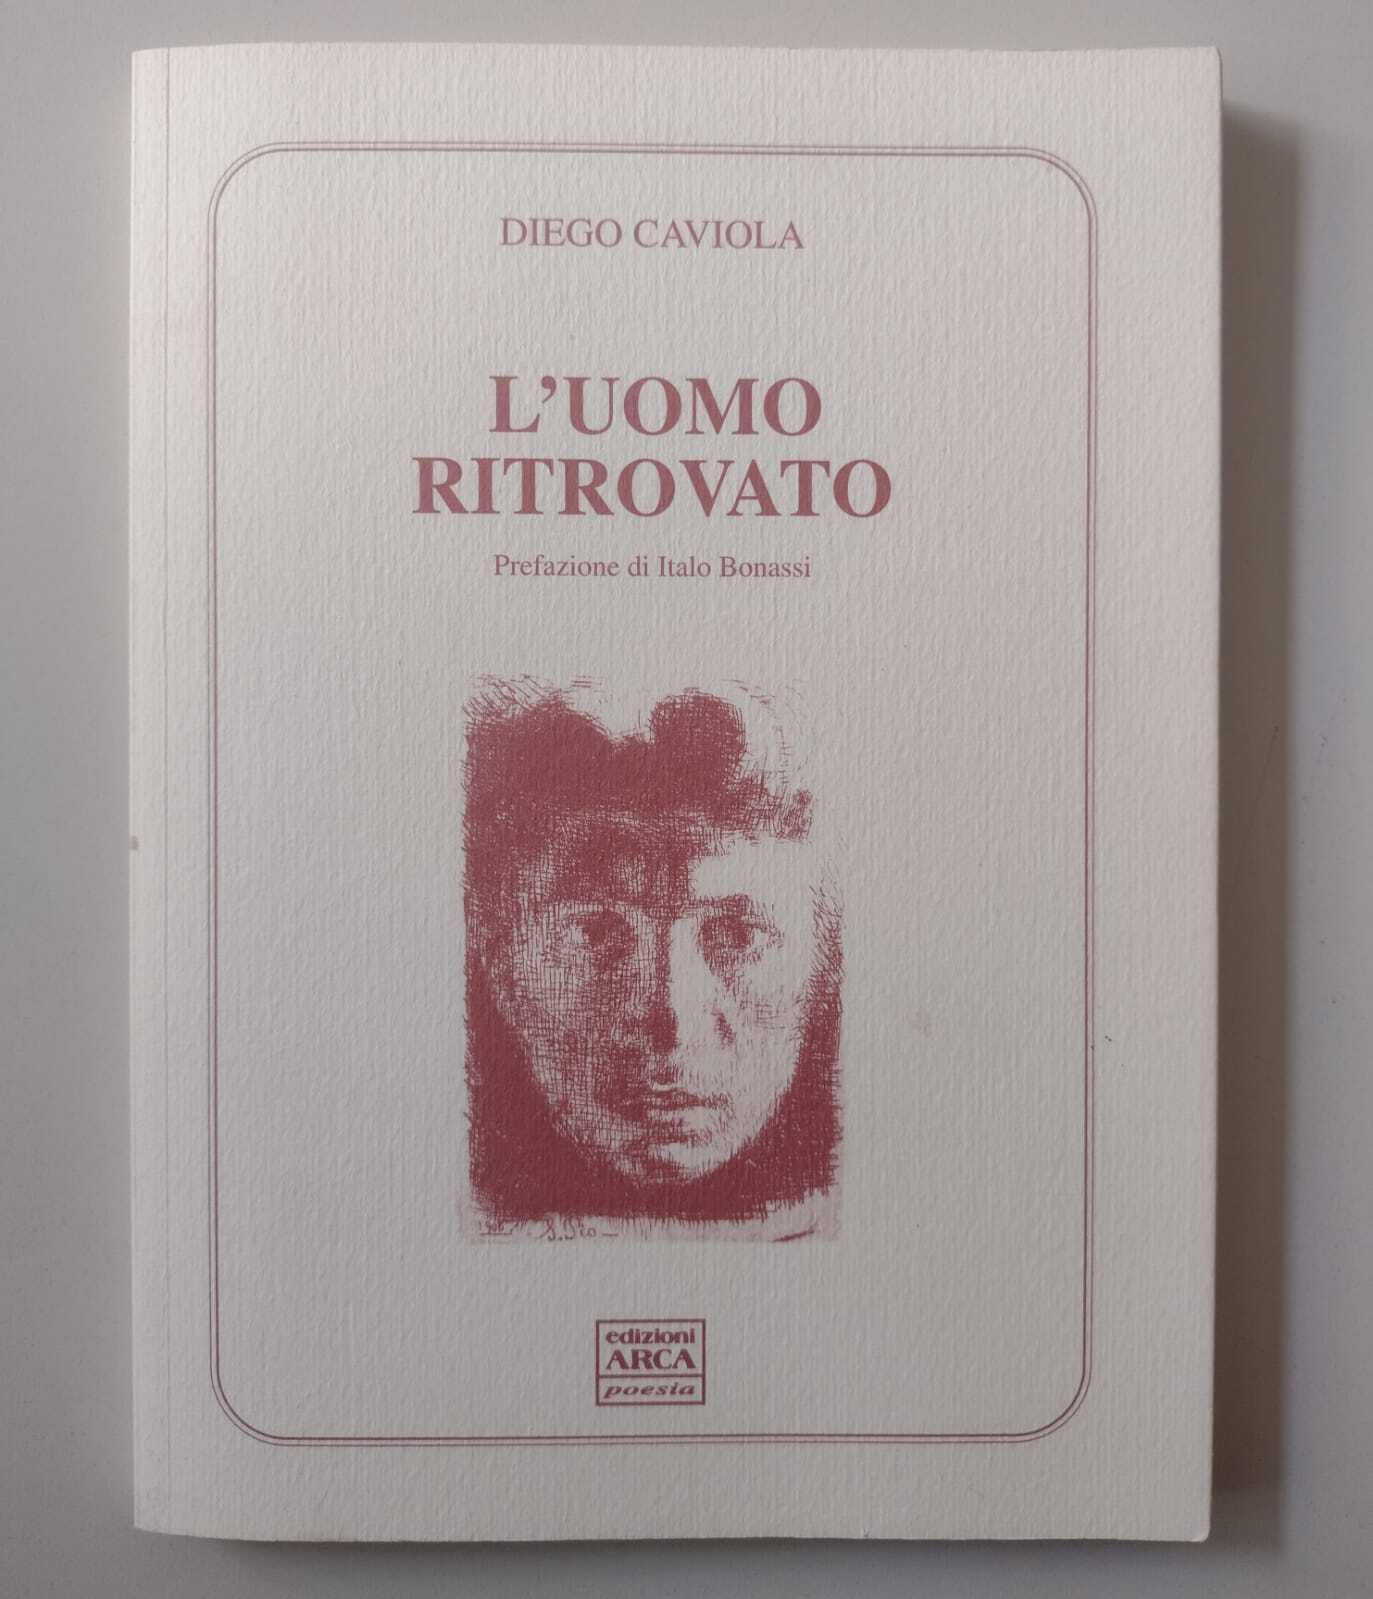 DIEGO CAVIOLA
L'UOMO
RITROVATO
Prefazione di Italo Bonassi
edizioni
ARCA
poesia